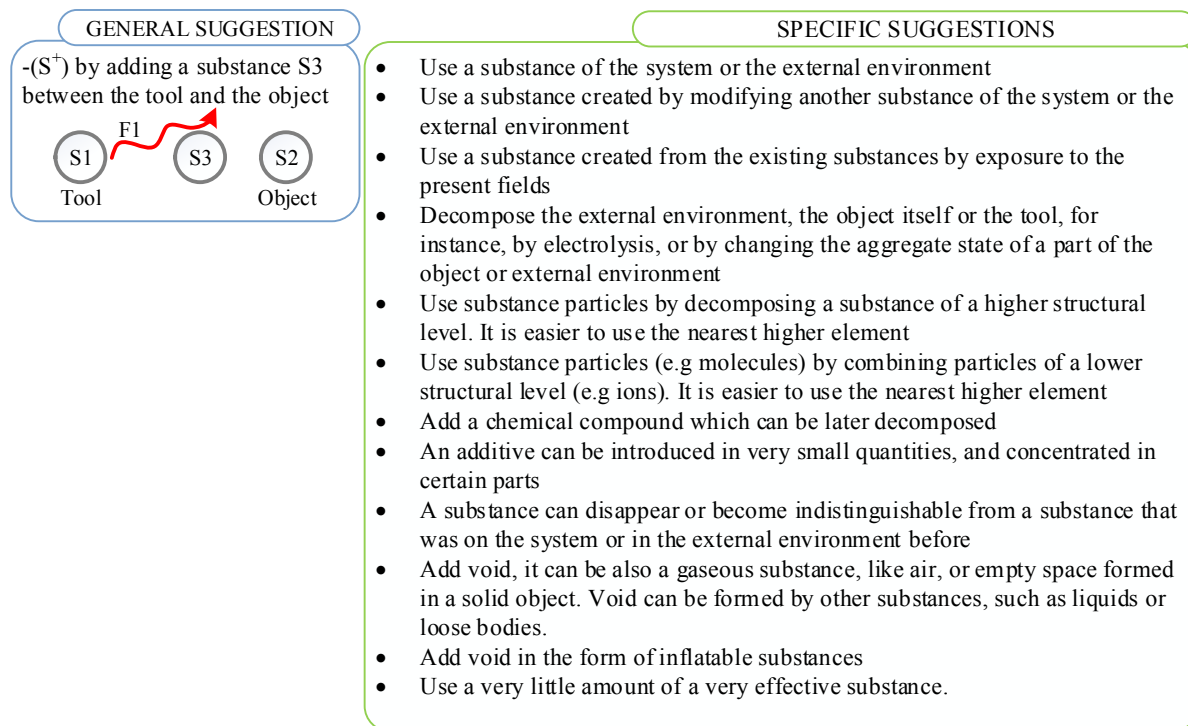 GENERAL SUGGESTION
-(S+) by adding a substance S3
between the tool and the object
F1
S1
S3
S2
Tool
Object
SPECIFIC SUGGESTIONS
• Use a substance of the system or the external environment
• Use a substance created by modifying another substance of the system or the
external environment
• Use a substance created from the existing substances by exposure to the
present fields
• Decompose the external environment, the object itself or the tool, for
instance, by electrolysis, or by changing the aggregate state of a part of the
object or external environment
• Use substance particles by decomposing a substance of a higher structural
level. It is easier to use the nearest higher element
• Use substance particles (e.g molecules) by combining particles of a lower
structural level (e.g ions). It is easier to use the nearest higher element
• Add a chemical compound which can be later decomposed
• An additive can be introduced in very small quantities, and concentrated in
certain parts
• A substance can disappear or become indistinguishable from a substance that
was on the system or in the external environment before
• Add void, it can be also a gaseous substance, like air, or empty space formed
in a solid object. Void can be formed by other substances, such as liquids or
loose bodies.
• Add void in the form of inflatable substances
• Use a very little amount of a very effective substance.